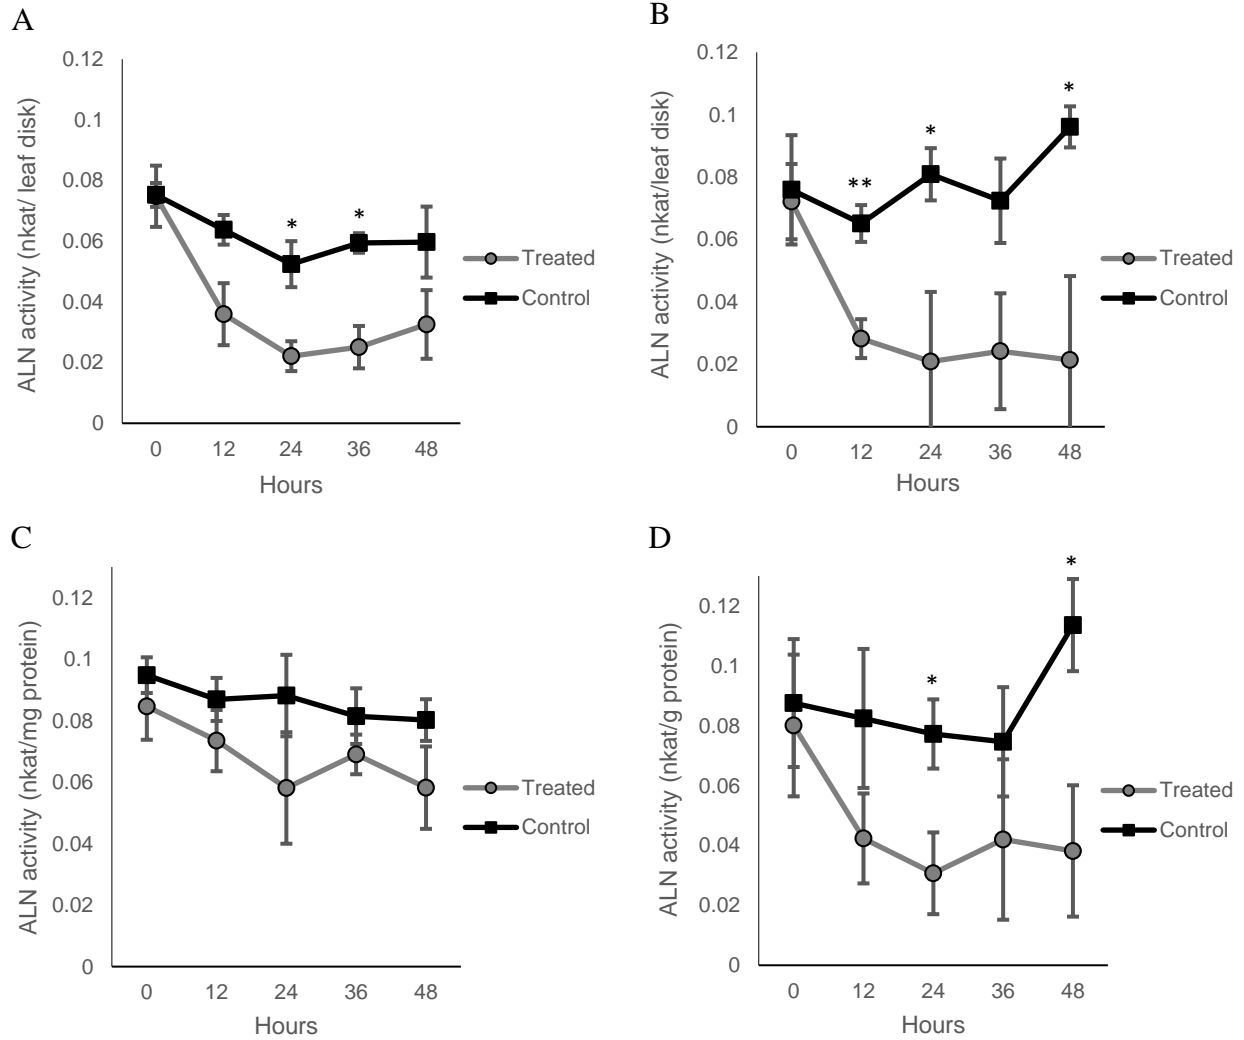 A
0.12
0.1
0.08
0.06
0.04
0.02
0
ALN activity (nkat/ leaf disk)
* *
0 12 24 36 48
Hours
Treated
Control
B
0.12
0.1
0.08
0.06
0.04
0.02
0
ALN activity (nkat/leaf disk)
** * *
0 12 24 36 48
Hours
Treated
Control
C
0.12
0.1
0.08
0.06
0.04
0.02
0
ALN activity (nkat/mg protein)
0 12 24 36 48
Hours
Treated
Control
D
0.12
0.1
0.08
0.06
0.04
0.02
0
ALN activity (nkat/g protein)
* *
0 12 24 36 48
Hours
Treated
Control